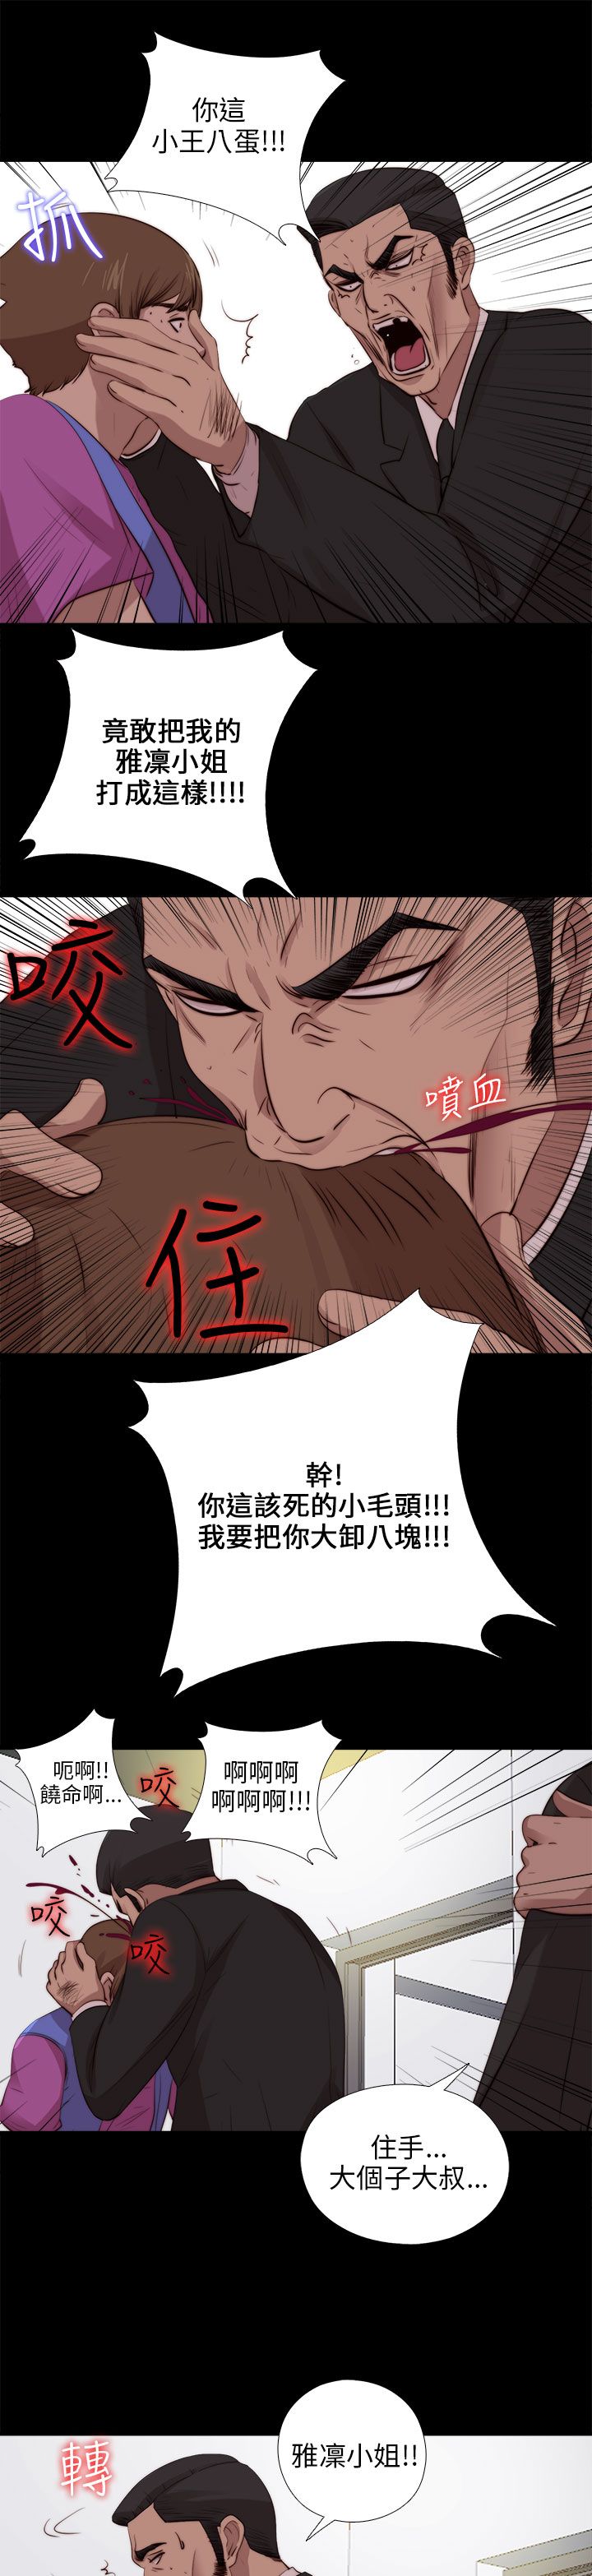 你這
小王八蛋!!!
抓
竟敢把我的
雅凜小姐
打成這樣!!!!
咬
噴血
住
幹!
你這該死的小毛頭!!!
我要把你大卸八塊!!!
呃啊!!
饒命啊...
咬
啊啊啊
啊啊啊!!!
咬
咬
住手...
大個子大叔...
雅凜小姐!!
轉